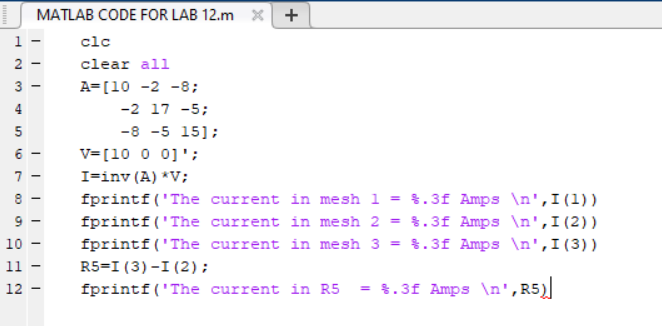 MATLAB CODE FOR LAB 12.m × +
1 − clc
2 − clear all
3 − A=[10 -2 -8;
4 -2 17 -5;
5 -8 -5 15];
6 − V=[10 0 0]';
7 − I=inv(A)*V;
8 − fprintf('The current in mesh 1 = %.3f Amps \n',I(1))
9 − fprintf('The current in mesh 2 = %.3f Amps \n',I(2))
10 − fprintf('The current in mesh 3 = %.3f Amps \n',I(3))
11 − R5=I(3)-I(2);
12 − fprintf('The current in R5  = %.3f Amps \n',R5)